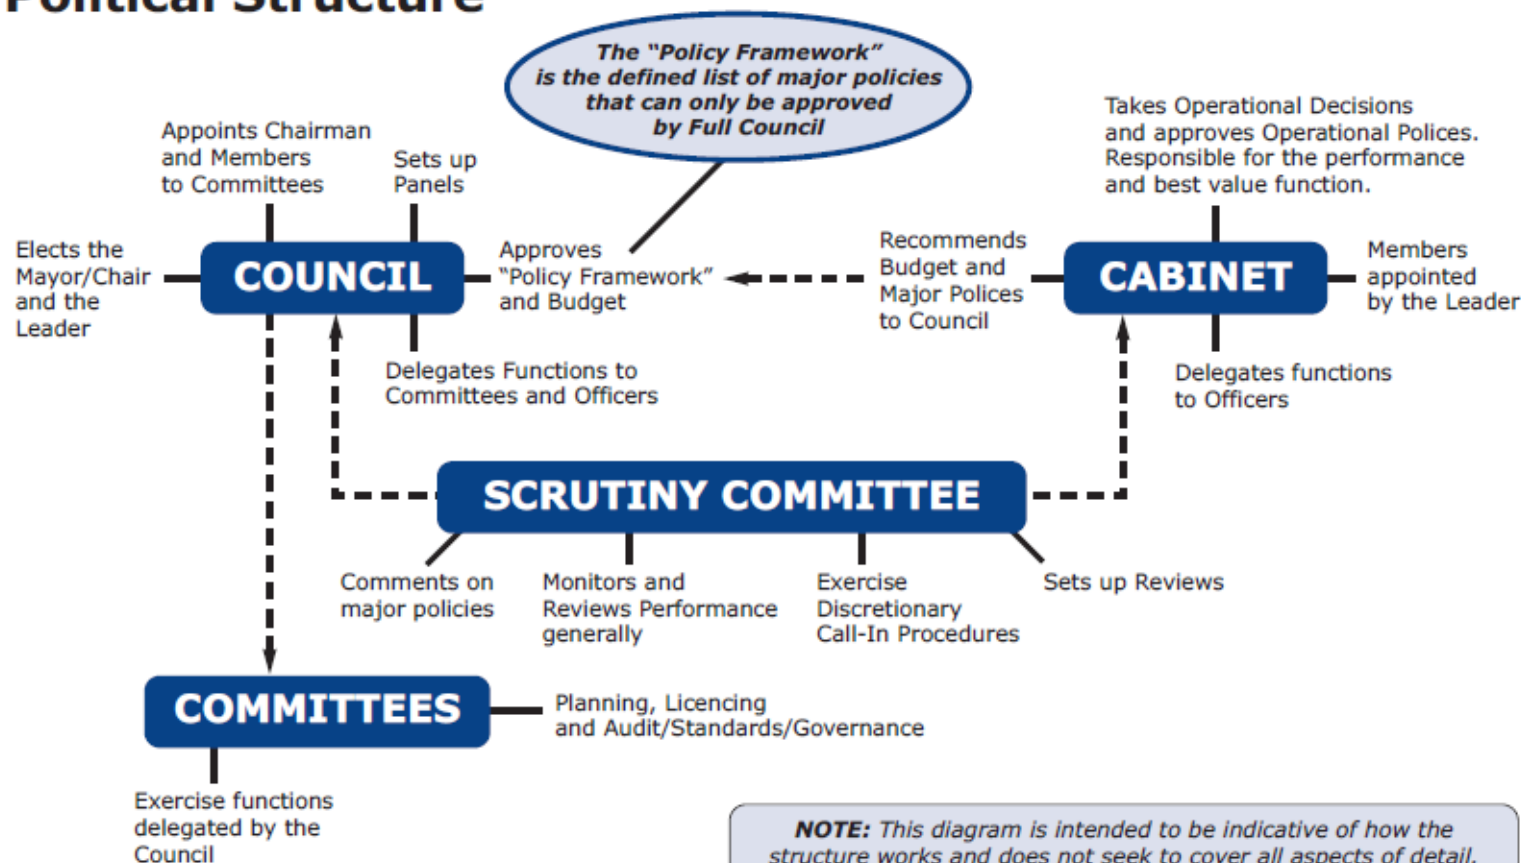 Political Structure
The “Policy Framework”
is the defined list of major policies
that can only be approved
by Full Council
Appoints Chairman
and Members
to Committees
Sets up
Panels
Takes Operational Decisions
and approves Operational Polices.
Responsible for the performance
and best value function.
Elects the
Mayor/Chair
and the
Leader
COUNCIL
Approves
“Policy Framework”
and Budget
Recommends
Budget and
Major Polices
to Council
CABINET
Members
appointed
by the Leader
Delegates Functions to
Committees and Officers
Delegates functions
to Officers
SCRUTINY COMMITTEE
Comments on
major policies
Monitors and
Reviews Performance
generally
Exercise
Discretionary
Call-In Procedures
Sets up Reviews
COMMITTEES
Planning, Licencing
and Audit/Standards/Governance
Exercise functions
delegated by the
Council
NOTE: This diagram is intended to be indicative of how the
structure works and does not seek to cover all aspects of detail.